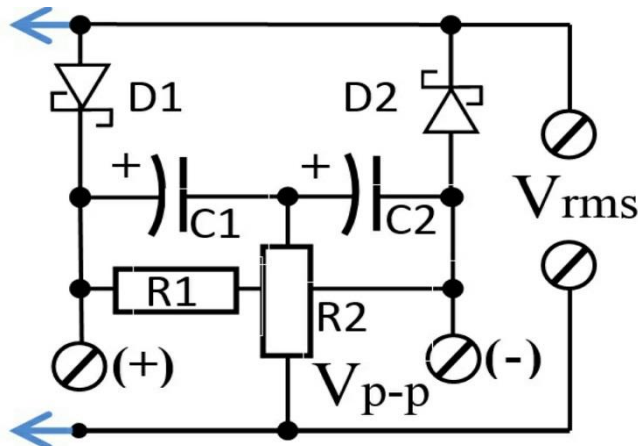 D1
D2
+
+
Vrms
C1
C2
R1
R2
(+)
(-)
Vp-p